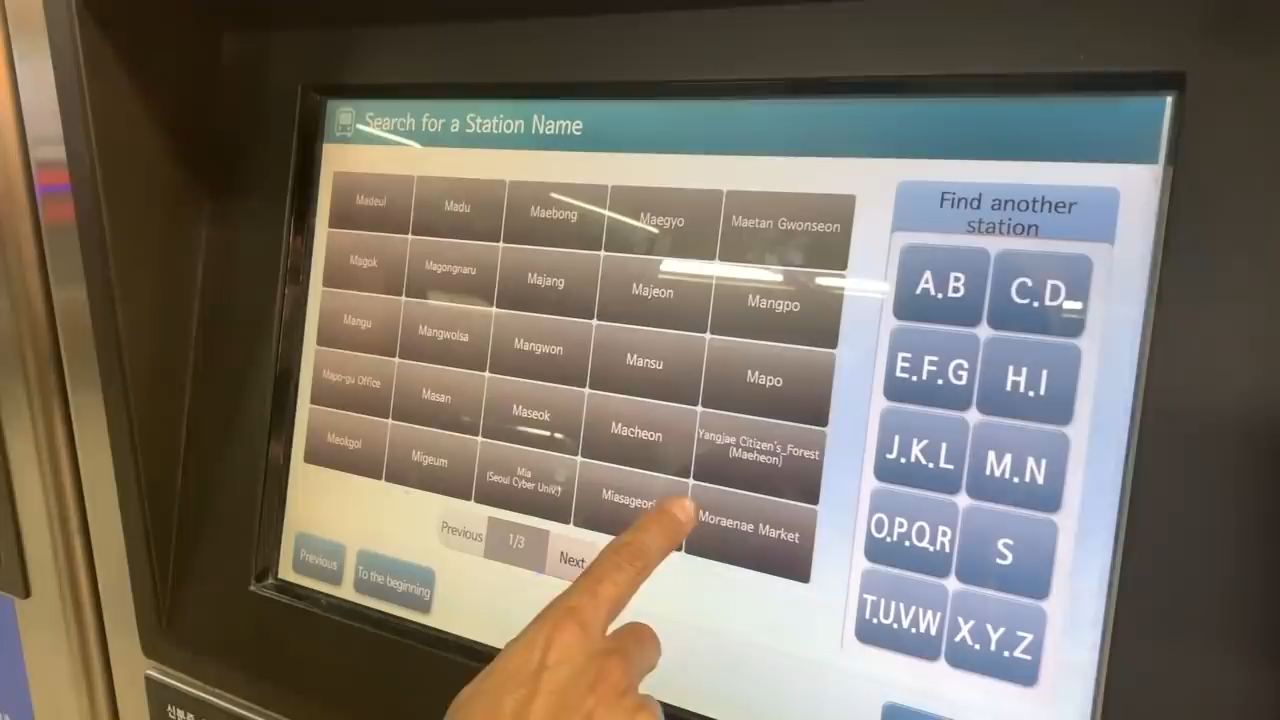 Search for a Station Name
Madeul
Madu
Maebong
Maegyo
Maetan Gwonseon
Magok
Magongnaru
Majang
Majeon
Mangpo
Mangu
Mangwolsa
Mangwon
Mansu
Mapo
Mapo-gu Office
Masan
Maseok
Macheon
Yangjae Citizen's_Forest
(Maeheon)
Meokgol
Migeum
Mia
(Seoul Cyber Univ.)
Miasageori
Moraenae Market
Previous
1/3
Next
Previous
To the beginning
Find another
station
A.B
C.D
E.F.G
H.I
J.K.L
M.N
O.P.Q.R
S
T.U.V.W
X.Y.Z